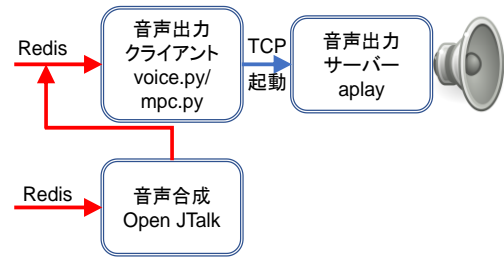 Redis
音声出力
クライアント
voice.py/
mpc.py
TCP
起動
音声出力
サーバー
aplay
Redis
音声合成
Open JTalk